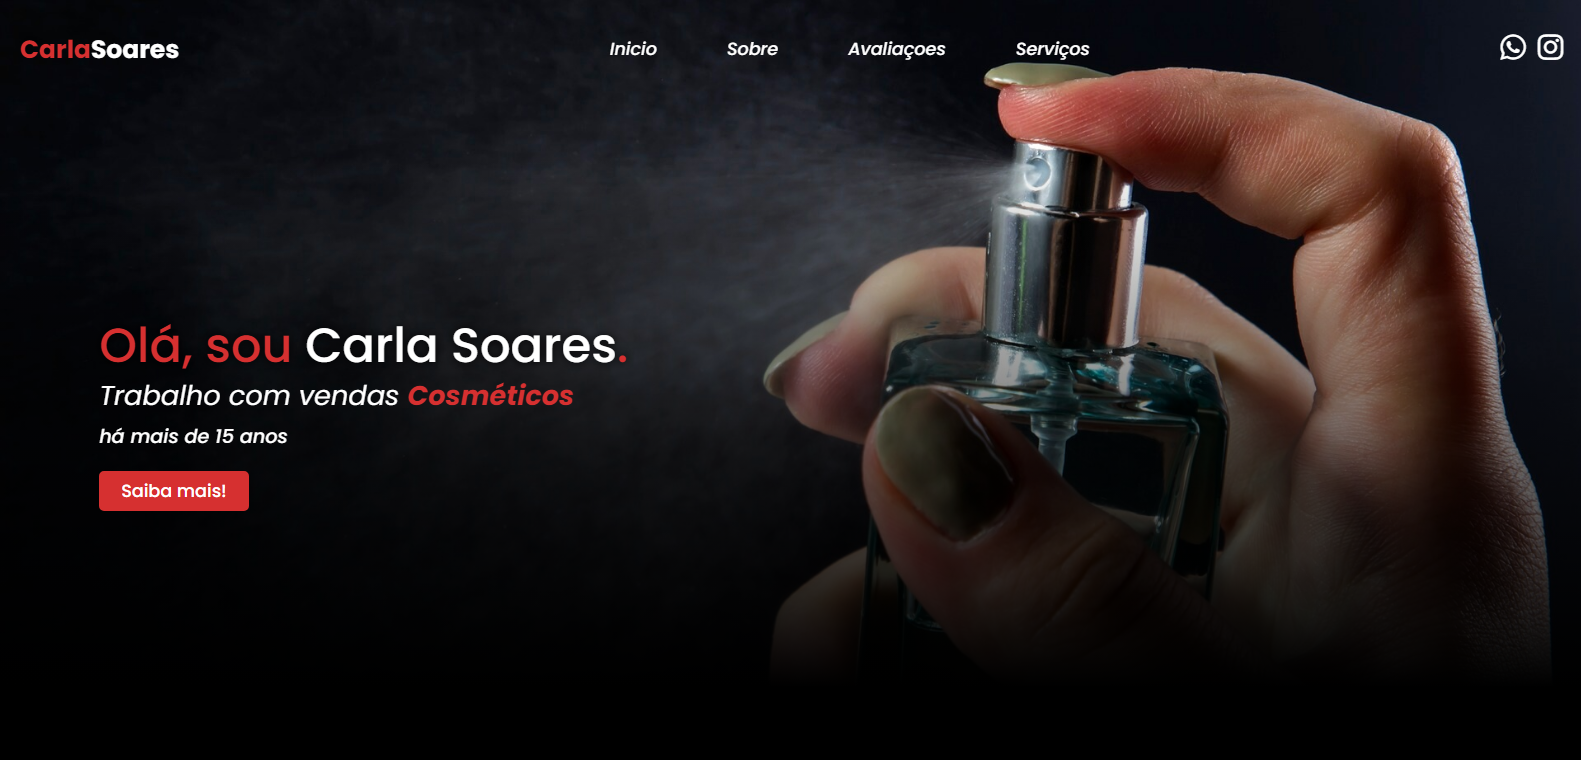 CarlaSoares
Inicio Sobre Avaliaçoes Serviços
Olá, sou Carla Soares.
Trabalho com vendas Cosméticos
há mais de 15 anos
Saiba mais!